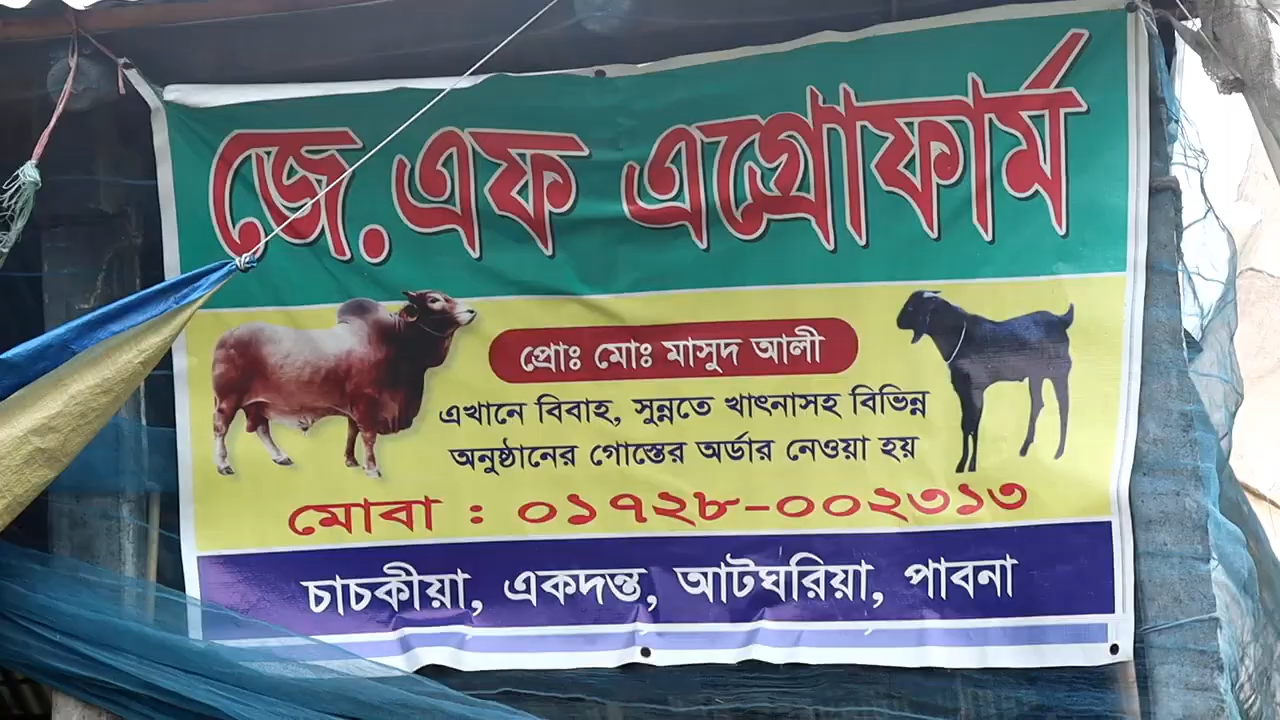 জে.এফ এগ্রোফার্ম
প্রোঃ মোঃ মাসুদ আলী
এখানে বিবাহ, সুন্নতে খাৎনাসহ বিভিন্ন
অনুষ্ঠানের গোস্তের অর্ডার নেওয়া হয়
মোবা : ০১৭২৮-০০২৩১৩
চাচকীয়া, একদন্ত, আটঘরিয়া, পাবনা